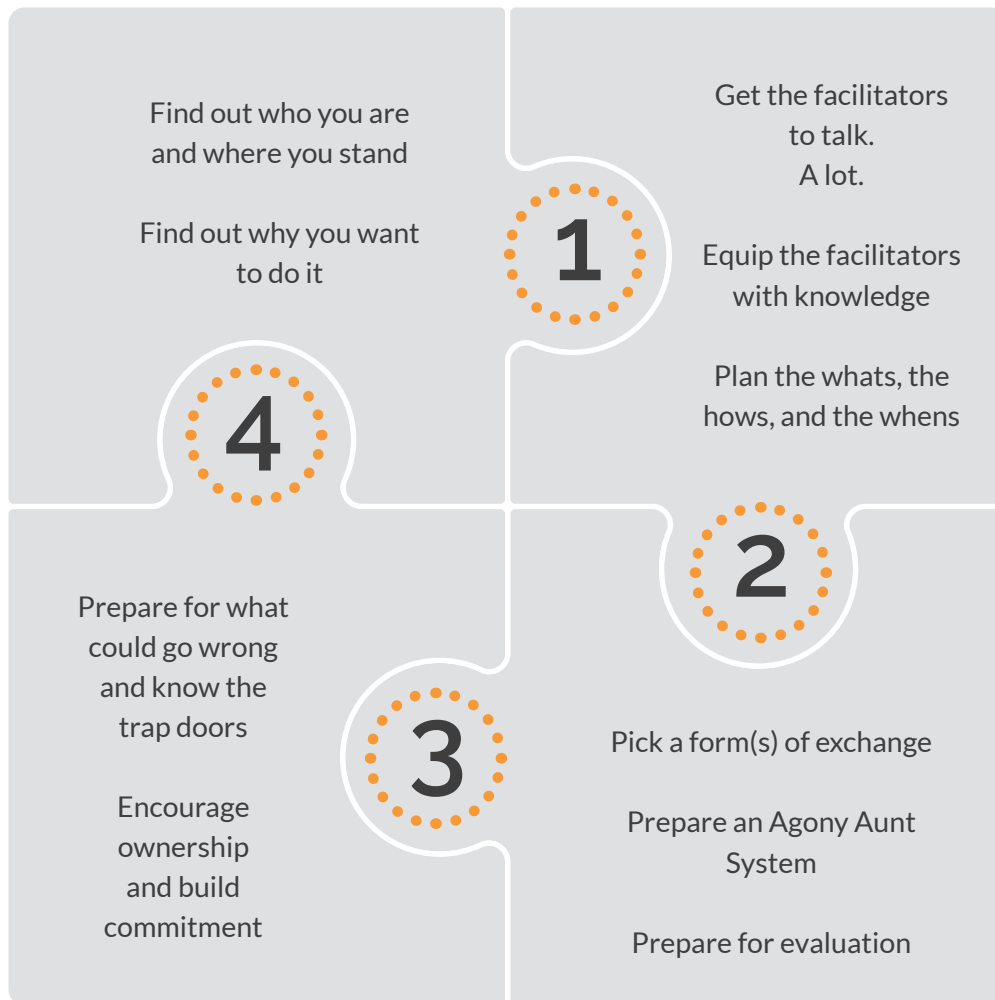 Find out who you are
and where you stand
Find out why you want
to do it
1
Get the facilitators
to talk.
A lot.
Equip the facilitators
with knowledge
Plan the whats, the
hows, and the whens
2
Pick a form(s) of exchange
Prepare an Agony Aunt
System
Prepare for evaluation
3
Prepare for what
could go wrong
and know the
trap doors
Encourage
ownership
and build
commitment
4